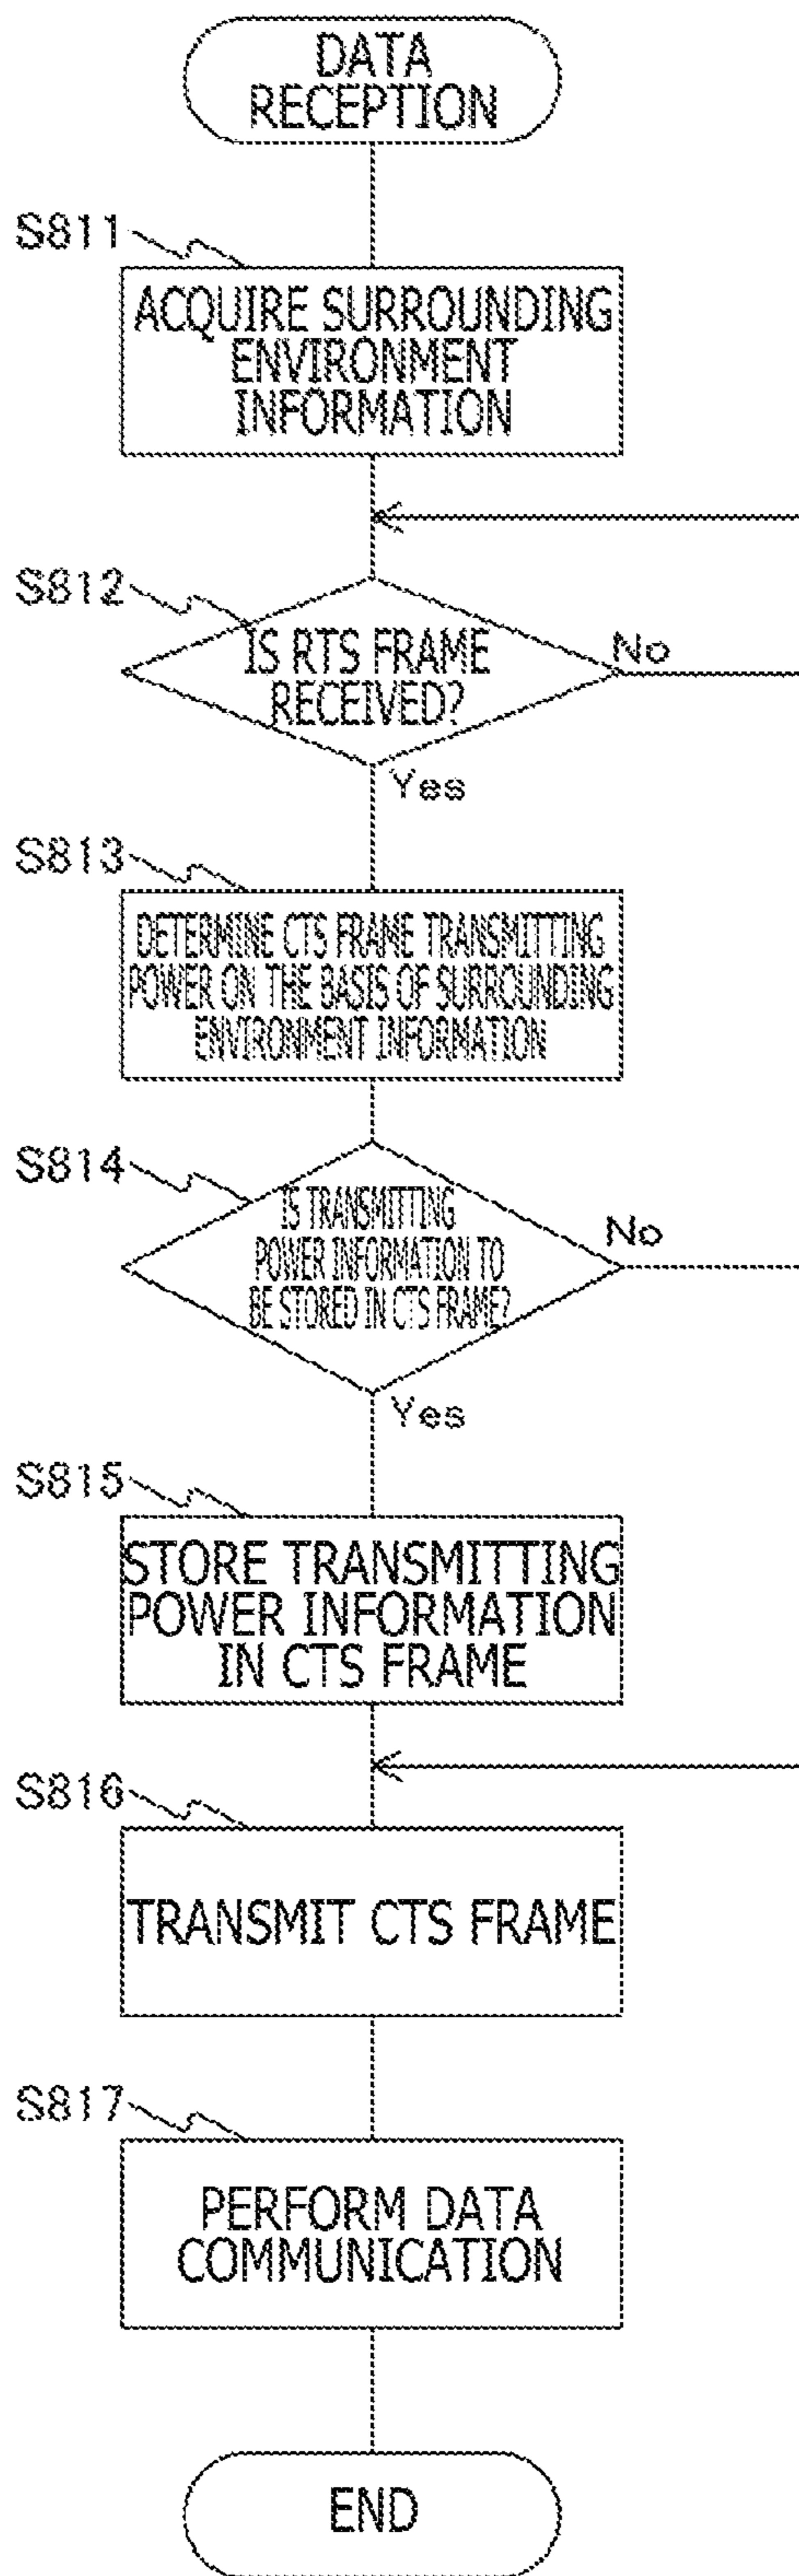 DATA
RECEPTION
S811
ACQUIRE SURROUNDING
ENVIRONMENT
INFORMATION
S812
IS RTS FRAME
RECEIVED?
No
Yes
S813
DETERMINE CTS FRAME TRANSMITTING
POWER ON THE BASIS OF SURROUNDING
ENVIRONMENT INFORMATION
S814
IS TRANSMITTING
POWER INFORMATION TO
BE STORED IN CTS FRAME?
No
Yes
S815
STORE TRANSMITTING
POWER INFORMATION
IN CTS FRAME
S816
TRANSMIT CTS FRAME
S817
PERFORM DATA
COMMUNICATION
END